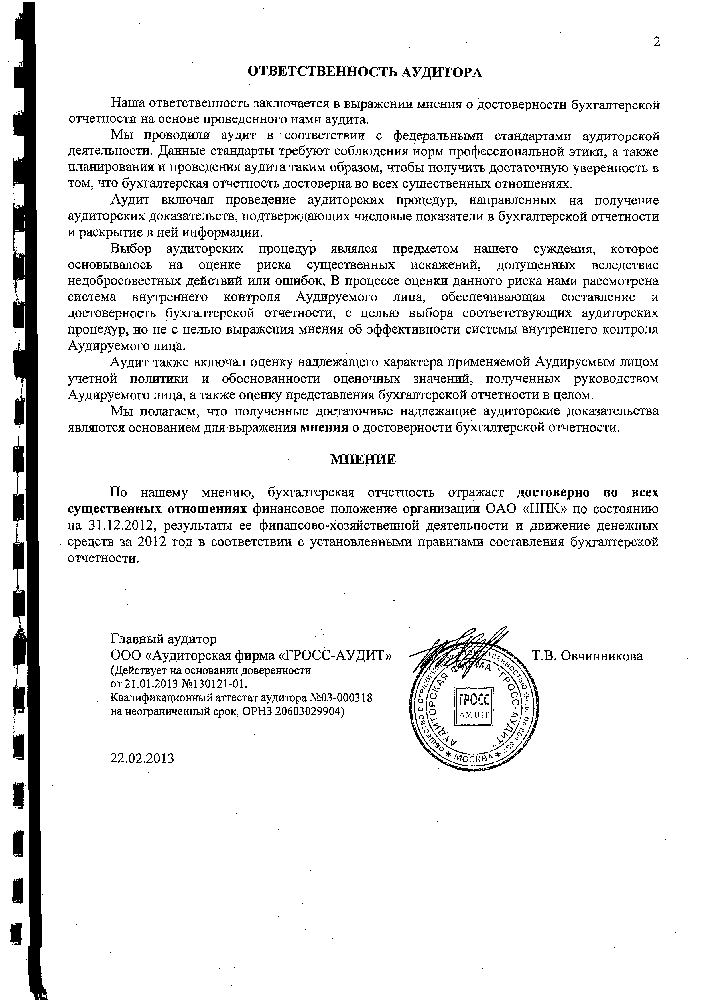 2
ОТВЕТСТВЕННОСТЬ АУДИТОРА
Наша ответственность заключается в выражении мнения о достоверности бухгалтерской
отчетности на основе проведенного нами аудита.
Мы проводили аудит в соответствии с федеральными стандартами аудиторской
деятельности. Данные стандарты требуют соблюдения норм профессиональной этики, а также
планирования и проведения аудита таким образом, чтобы получить достаточную уверенность в
том, что бухгалтерская отчетность достоверна во всех существенных отношениях.
Аудит включал проведение аудиторских процедур, направленных на получение
аудиторских доказательств, подтверждающих числовые показатели в бухгалтерской отчетности
и раскрытие в ней информации.
Выбор аудиторских процедур являлся предметом нашего суждения, которое
основывалось на оценке риска существенных искажений, допущенных вследствие
недобросовестных действий или ошибок. В процессе оценки данного риска нами рассмотрена
система внутреннего контроля Аудируемого лица, обеспечивающая составление и
достоверность бухгалтерской отчетности, с целью выбора соответствующих аудиторских
процедур, но не с целью выражения мнения об эффективности системы внутреннего контроля
Аудируемого лица.
Аудит также включал оценку надлежащего характера применяемой Аудируемым лицом
учетной политики и обоснованности оценочных значений, полученных руководством
Аудируемого лица, а также оценку представления бухгалтерской отчетности в целом.
Мы полагаем, что полученные достаточные надлежащие аудиторские доказательства
являются основанием для выражения мнения о достоверности бухгалтерской отчетности.
МНЕНИЕ
По нашему мнению, бухгалтерская отчетность отражает достоверно во всех
существенных отношениях финансовое положение организации ОАО «НПК» по состоянию
на 31.12.2012, результаты ее финансово-хозяйственной деятельности и движение денежных
средств за 2012 год в соответствии с установленными правилами составления бухгалтерской
отчетности.
Главный аудитор
ООО «Аудиторская фирма «ГРОСС-АУДИТ» Т.В. Овчинникова
(Действует на основании доверенности
от 21.01.2013 №130121-01.
Квалификационный аттестат аудитора №03-000318
на неограниченный срок, ОРНЗ 20603029904)
22.02.2013
ОБЩЕСТВО С ОГРАНИЧЕННОЙ ОТВЕТСТВЕННОСТЬЮ * г.р. № 864.637 * МОСКВА *
АУДИТОРСКАЯ ФИРМА "ГРОСС-АУДИТ"
ГРОСС
АУДИТ